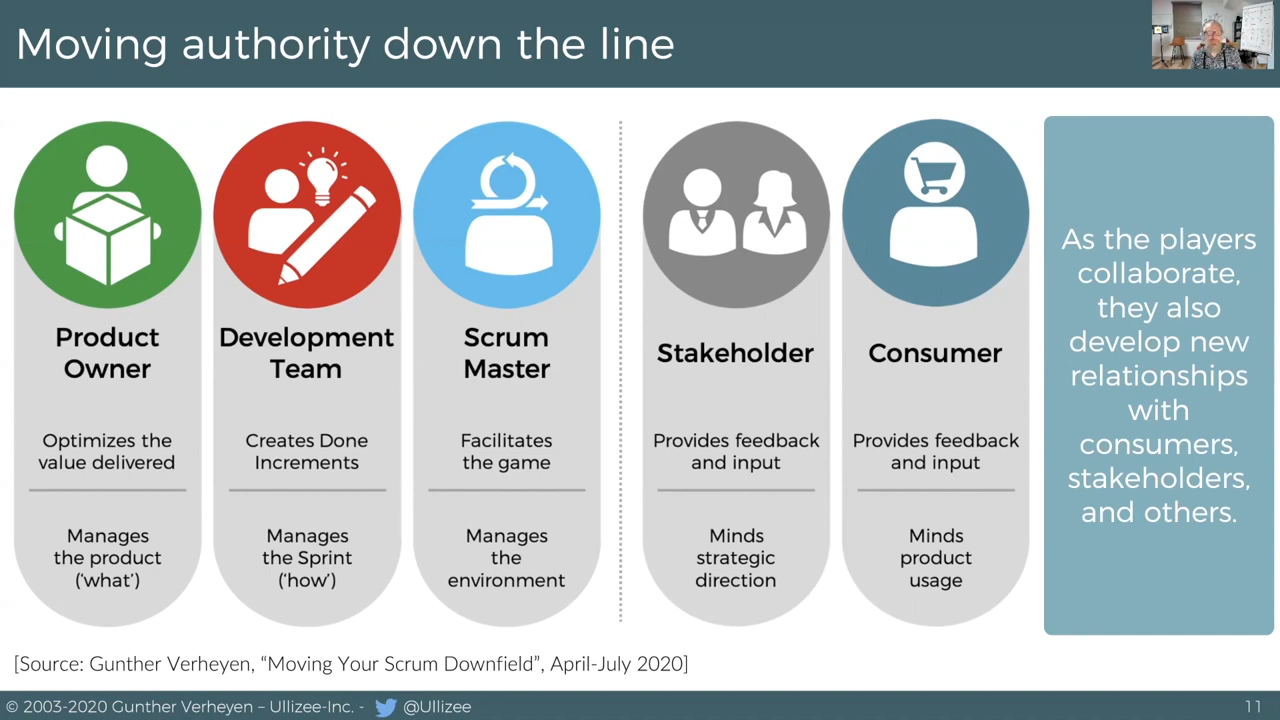 Moving authority down the line
Product
Owner
Optimizes the
value delivered
Manages
the product
(‘what’)
Development
Team
Creates Done
Increments
Manages
the Sprint
(‘how’)
Scrum
Master
Facilitates
the game
Manages
the
environment
Stakeholder
Provides feedback
and input
Minds
strategic
direction
Consumer
Provides feedback
and input
Minds
product
usage
As the players
collaborate,
they also
develop new
relationships
with
consumers,
stakeholders,
and others.
[Source: Gunther Verheyen, “Moving Your Scrum Downfield”, April-July 2020]
© 2003-2020 Gunther Verheyen – Ullizee-Inc. - @Ullizee
11